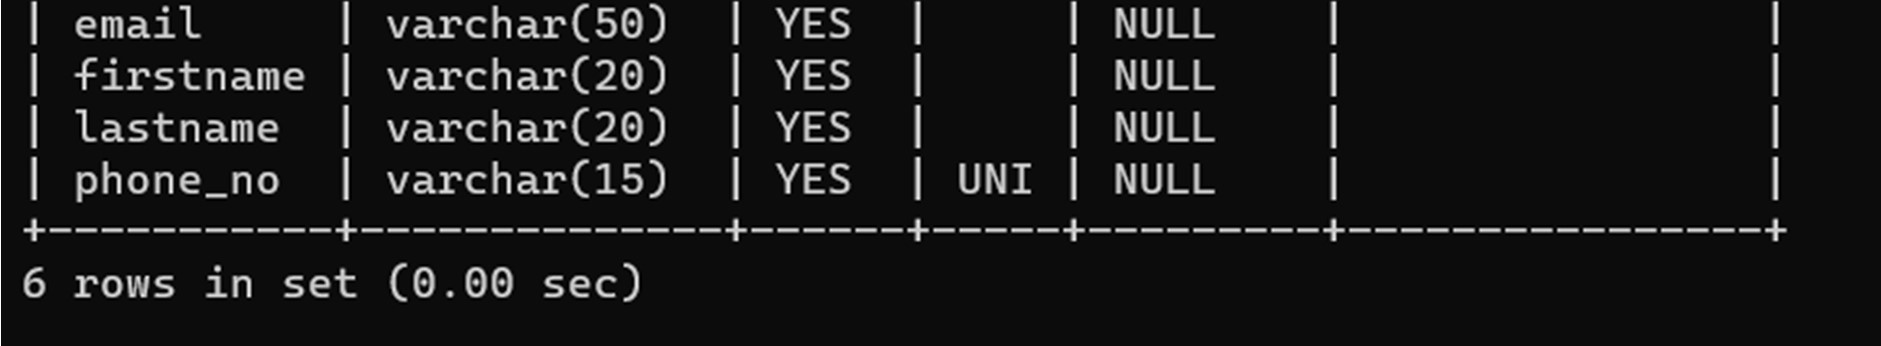 | email     | varchar(50)  | YES  |     | NULL    |                |
| firstname | varchar(20)  | YES  |     | NULL    |                |
| lastname  | varchar(20)  | YES  |     | NULL    |                |
| phone_no  | varchar(15)  | YES  | UNI | NULL    |                |
+-----------+--------------+------+-----+---------+----------------+
6 rows in set (0.00 sec)